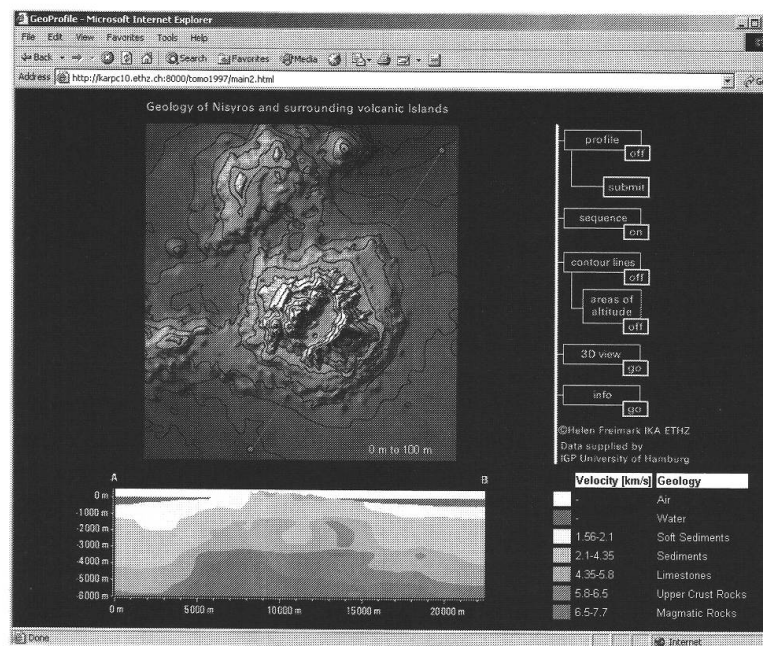 GeoProfile - Microsoft Internet Explorer
File Edit View Favorites Tools Help
Back Search Favorites Media
Address http://karpc10.ethz.ch:8000/tomo1997/main2.html
Geology of Nisyros and surrounding volcanic islands
0 m to 100 m
profile
off
submit
sequence
on
contour lines
off
areas of
altitude
off
3D view
go
info
go
©Helen Freimark IKA ETHZ
Data supplied by
IGP University of Hamburg
A B
0 m
-1000 m
-2000 m
-3000 m
-4000 m
-5000 m
-6000 m
0 m 5000 m 10000 m 15000 m 20000 m
Velocity [km/s] Geology
- Air
- Water
1.56-2.1 Soft Sediments
2.1-4.35 Sediments
4.35-5.8 Limestones
5.8-6.5 Upper Crust Rocks
6.5-7.7 Magmatic Rocks
Done Internet